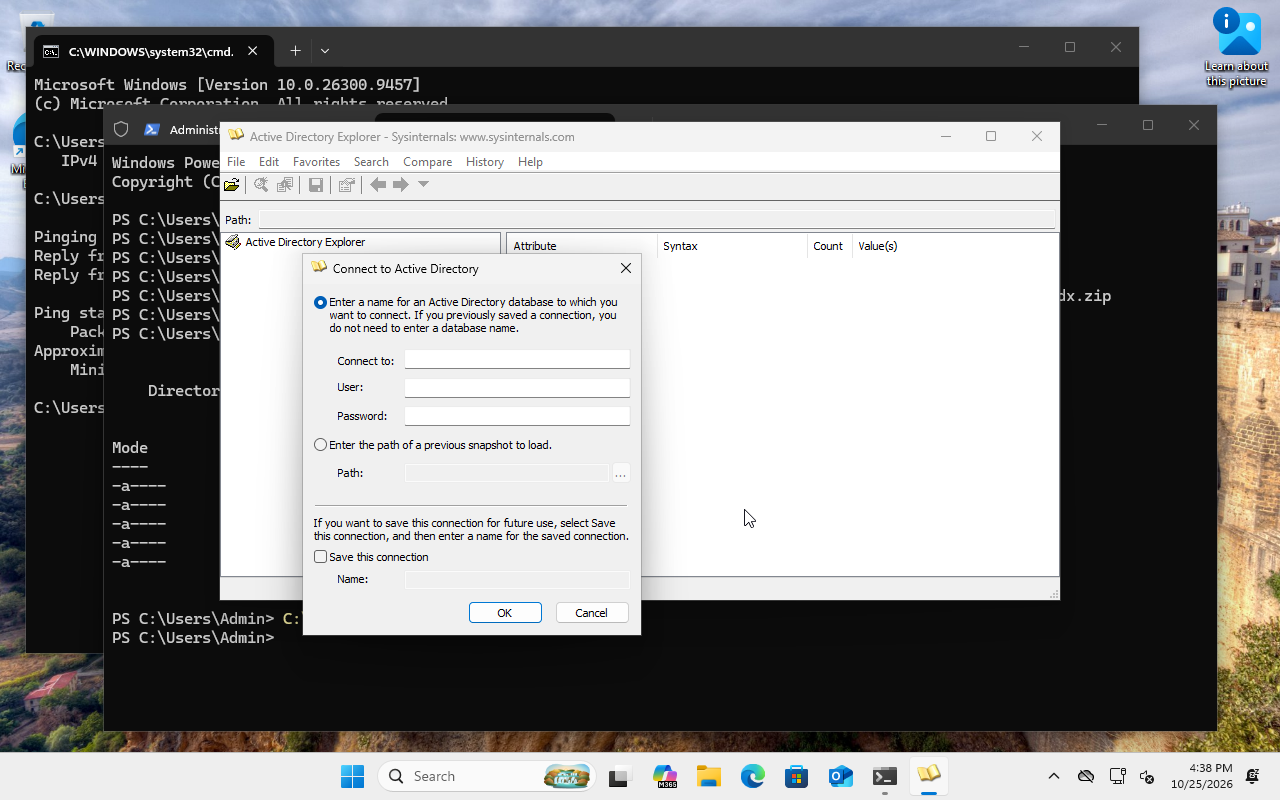 C:\WINDOWS\system32\cmd.
Learn about
this picture
Microsoft Windows [Version 10.0.26300.9457]
(c) Microsoft Corporation. All rights reserved
C:\Users
IPv4
C:\Users
Pinging
Reply fr
Reply fr
Ping sta
Pack
Approxim
Mini
C:\Users
Administ
Windows Powe
Copyright (C
PS C:\Users\
PS C:\Users\
PS C:\Users\
PS C:\Users\
PS C:\Users\
dx.zip
PS C:\Users\
PS C:\Users\
Director
Mode
----
-a----
-a----
-a----
-a----
-a----
PS C:\Users\Admin> C:
PS C:\Users\Admin>
Active Directory Explorer - Sysinternals: www.sysinternals.com
File Edit Favorites Search Compare History Help
Path:
Active Directory Explorer
Attribute Syntax Count Value(s)
Connect to Active Directory
Enter a name for an Active Directory database to which you
want to connect. If you previously saved a connection, you
do not need to enter a database name.
Connect to:
User:
Password:
Enter the path of a previous snapshot to load.
Path:
...
If you want to save this connection for future use, select Save
this connection, and then enter a name for the saved connection.
Save this connection
Name:
OK Cancel
Search
M365
4:38 PM
10/25/2026